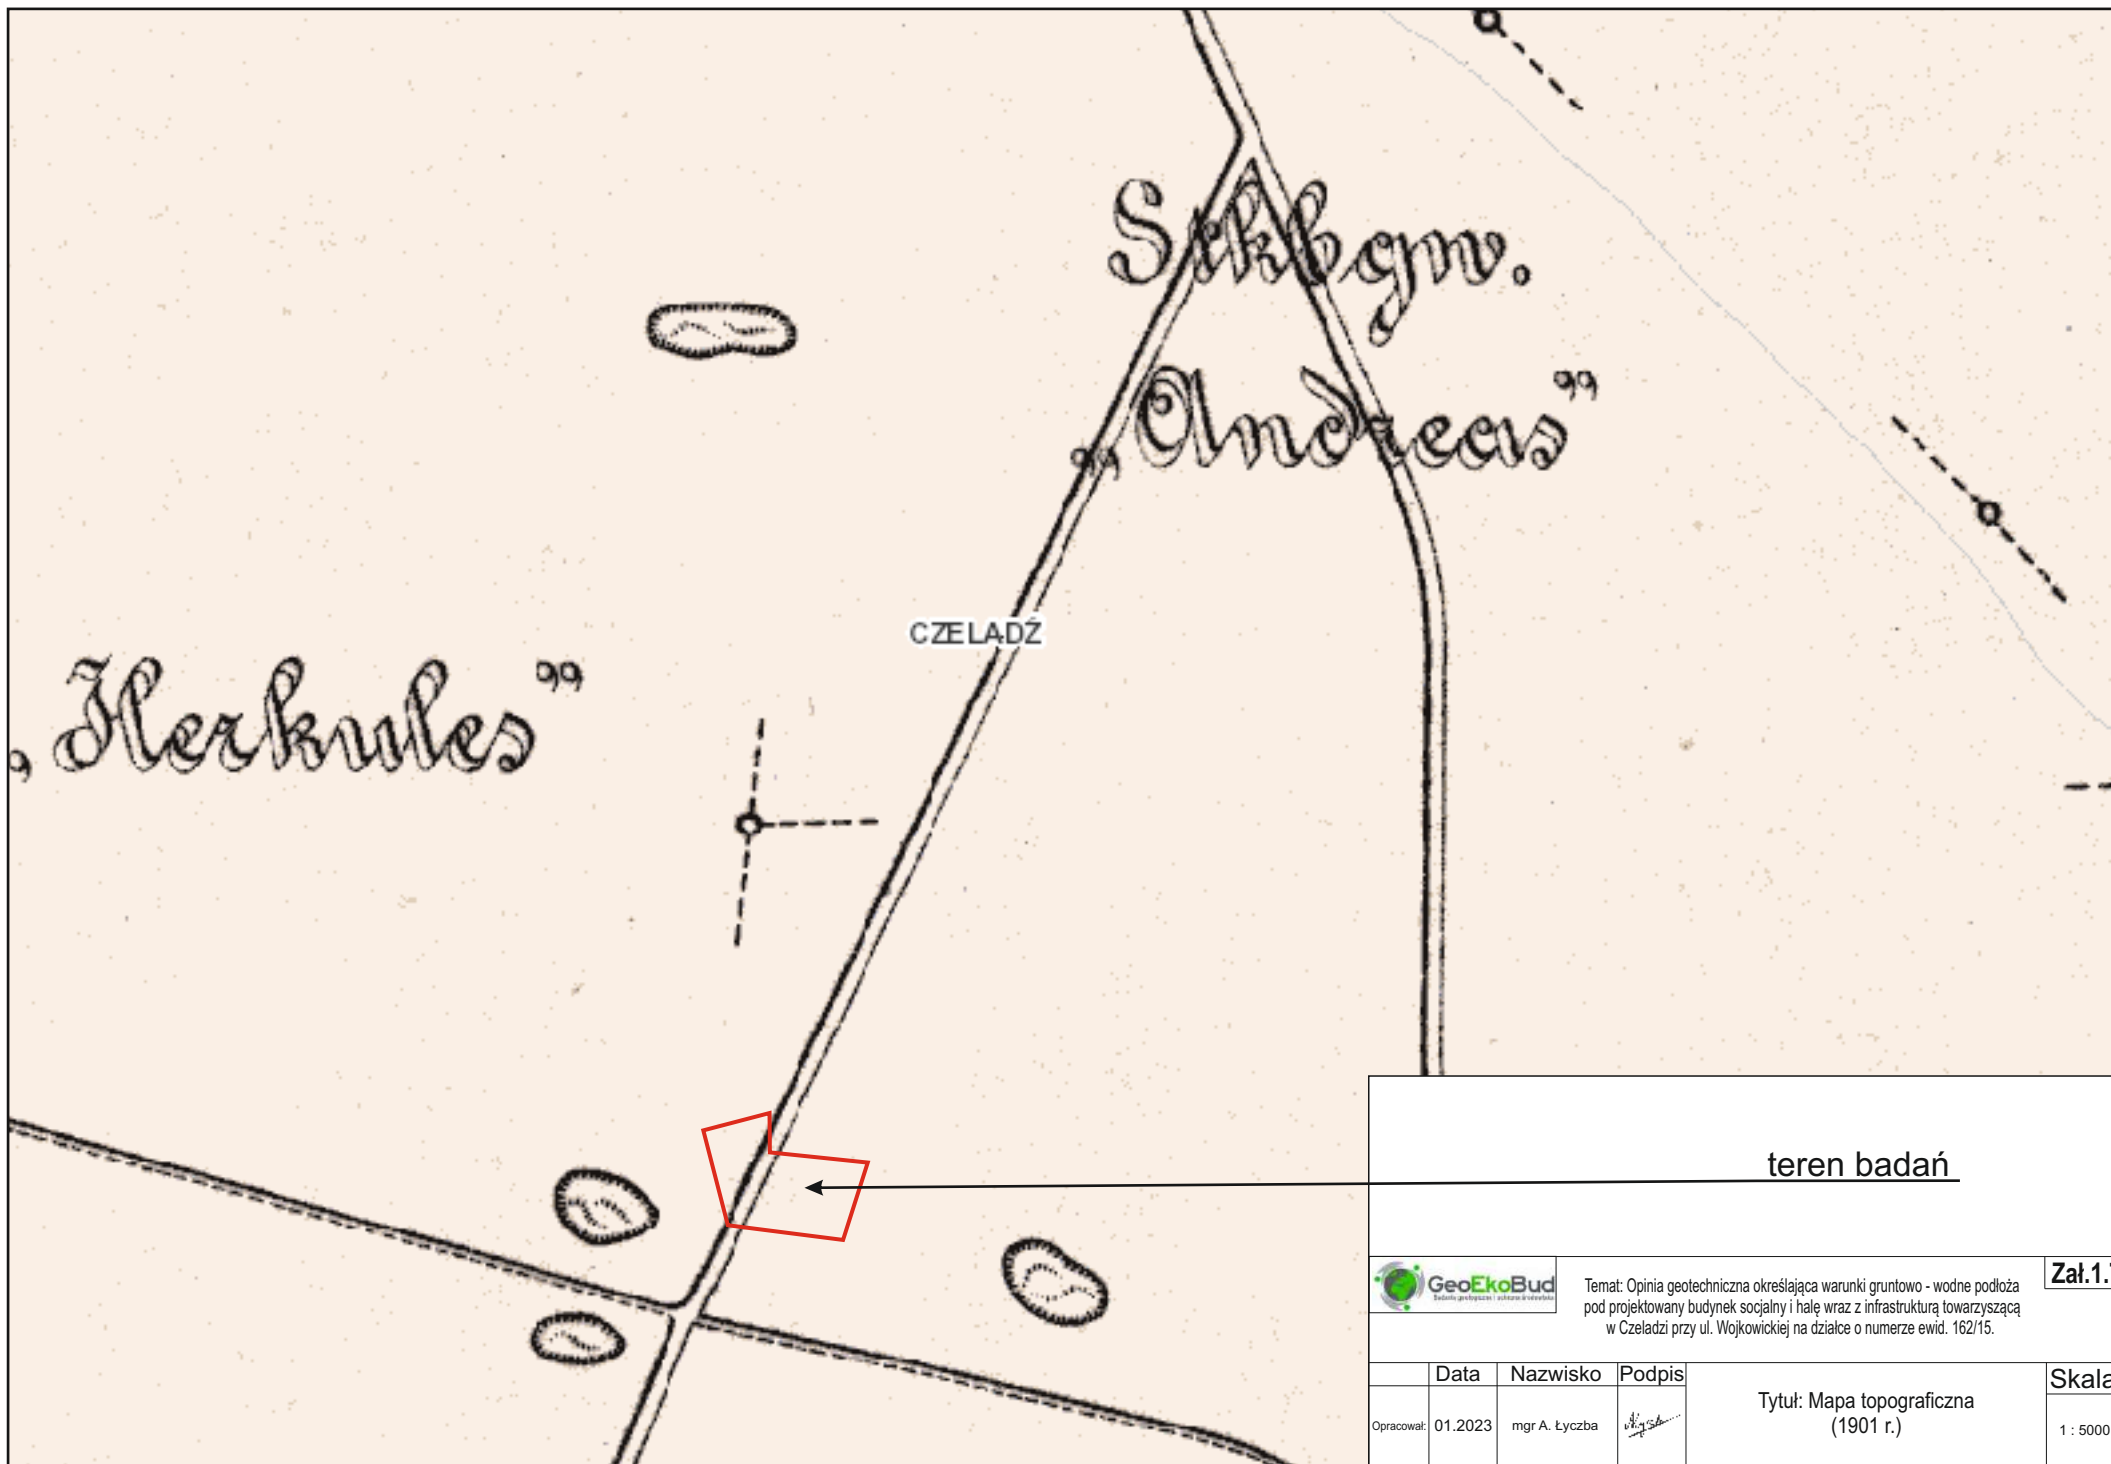 Stkbgw.
„Andreas”
CZELADŹ
„Herkules”
teren badań
GeoEkoBud
Temat: Opinia geotechniczna określająca warunki gruntowo - wodne podłoża
pod projektowany budynek socjalny i halę wraz z infrastrukturą towarzyszącą
w Czeladzi przy ul. Wojkowickiej na działce o numerze ewid. 162/15.
Zał.1.
Data Nazwisko Podpis
Opracował: 01.2023 mgr A. Łyczba
Tytuł: Mapa topograficzna
(1901 r.)
Skala
1 : 5000